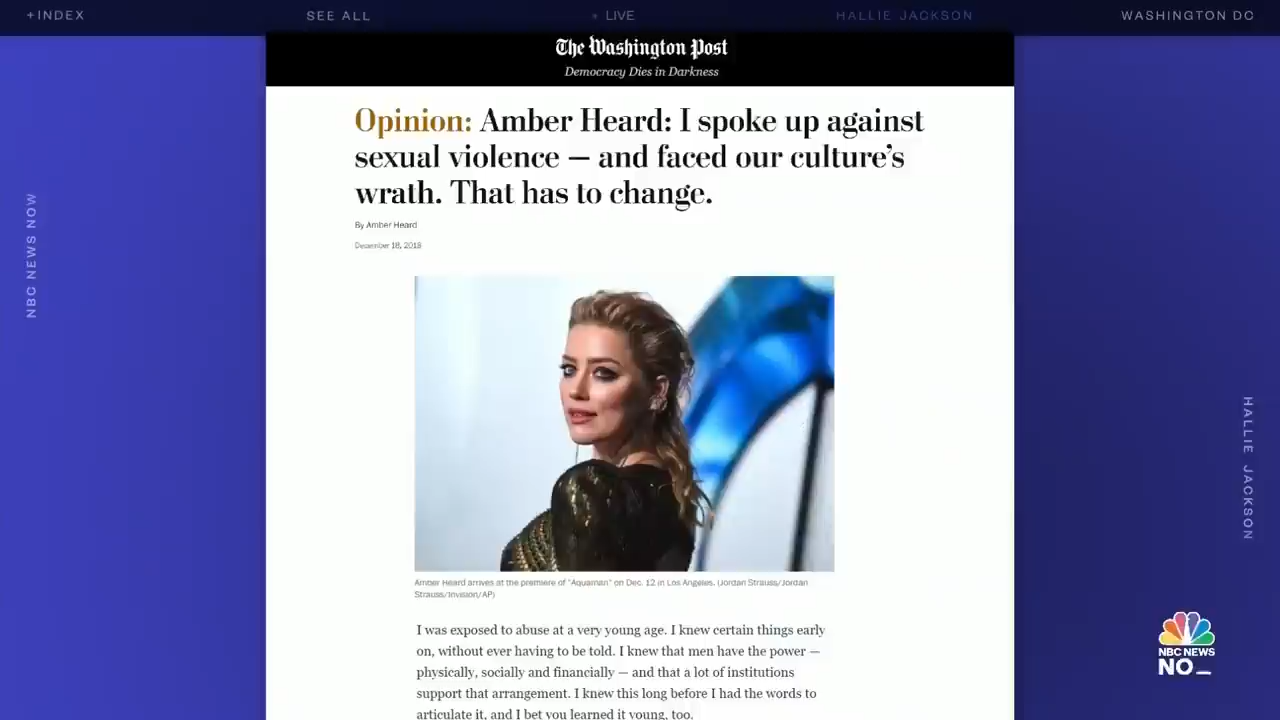 +INDEX
SEE ALL
LIVE
HALLIE JACKSON
WASHINGTON DC
The Washington Post
Democracy Dies in Darkness
Opinion: Amber Heard: I spoke up against
sexual violence — and faced our culture’s
wrath. That has to change.
By Amber Heard
December 18, 2018
NBC NEWS NOW
HALLIE JACKSON
Amber Heard arrives at the premiere of "Aquaman" on Dec. 12 in Los Angeles. (Jordan Strauss/Jordan
Strauss/Invision/AP)
I was exposed to abuse at a very young age. I knew certain things early
on, without ever having to be told. I knew that men have the power —
physically, socially and financially — and that a lot of institutions
support that arrangement. I knew this long before I had the words to
articulate it, and I bet you learned it young, too.
NBC NEWS
NO_